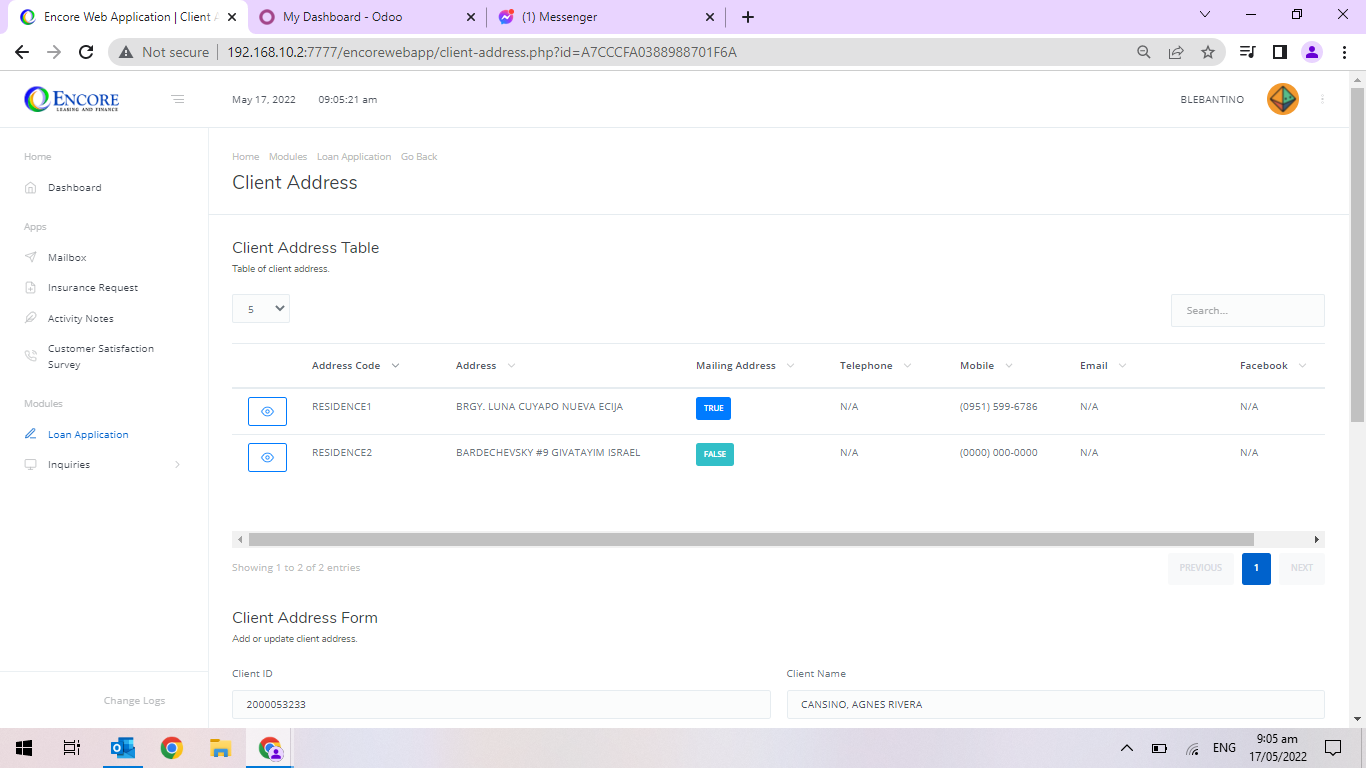 Encore Web Application | Client A
My Dashboard - Odoo
(1) Messenger
Not secure
192.168.10.2:7777/encorewebapp/client-address.php?id=A7CCCFA0388988701F6A
ENCORE
LEASING AND FINANCE
May 17, 2022 09:05:21 am
BLEBANTINO
Home
Dashboard
Apps
Mailbox
Insurance Request
Activity Notes
Customer Satisfaction
Survey
Modules
Loan Application
Inquiries
Change Logs
Home Modules Loan Application Go Back
Client Address
Client Address Table
Table of client address.
5
Search...
Address Code Address Mailing Address Telephone Mobile Email Facebook
RESIDENCE1 BRGY. LUNA CUYAPO NUEVA ECIJA TRUE N/A (0951) 599-6786 N/A N/A
RESIDENCE2 BARDECHEVSKY #9 GIVATAYIM ISRAEL FALSE N/A (0000) 000-0000 N/A N/A
Showing 1 to 2 of 2 entries
PREVIOUS 1 NEXT
Client Address Form
Add or update client address.
Client ID Client Name
2000053233 CANSINO, AGNES RIVERA
ENG
9:05 am
17/05/2022